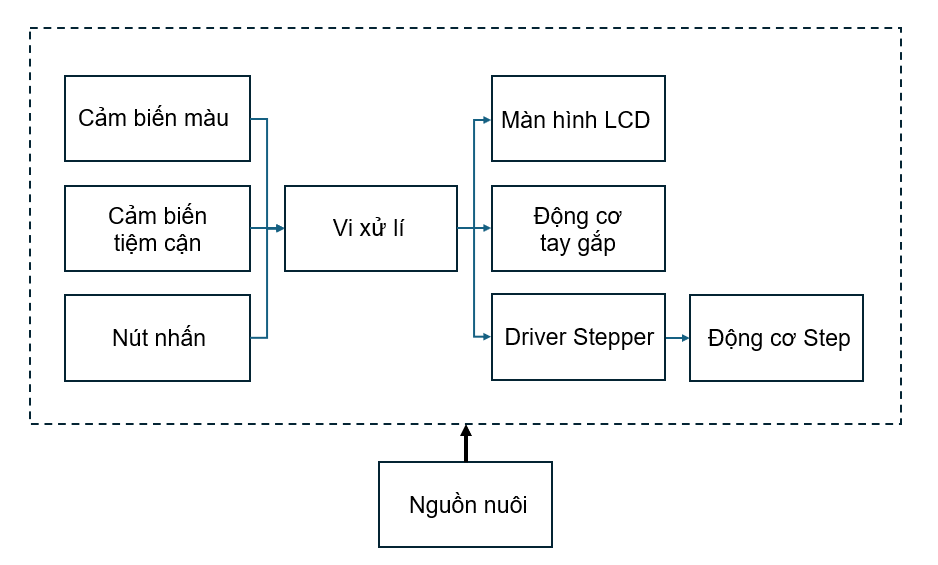 Cảm biến màu
Màn hình LCD
Cảm biến
tiệm cận
Vi xử lí
Động cơ
tay gắp
Nút nhấn
Driver Stepper
Động cơ Step
Nguồn nuôi